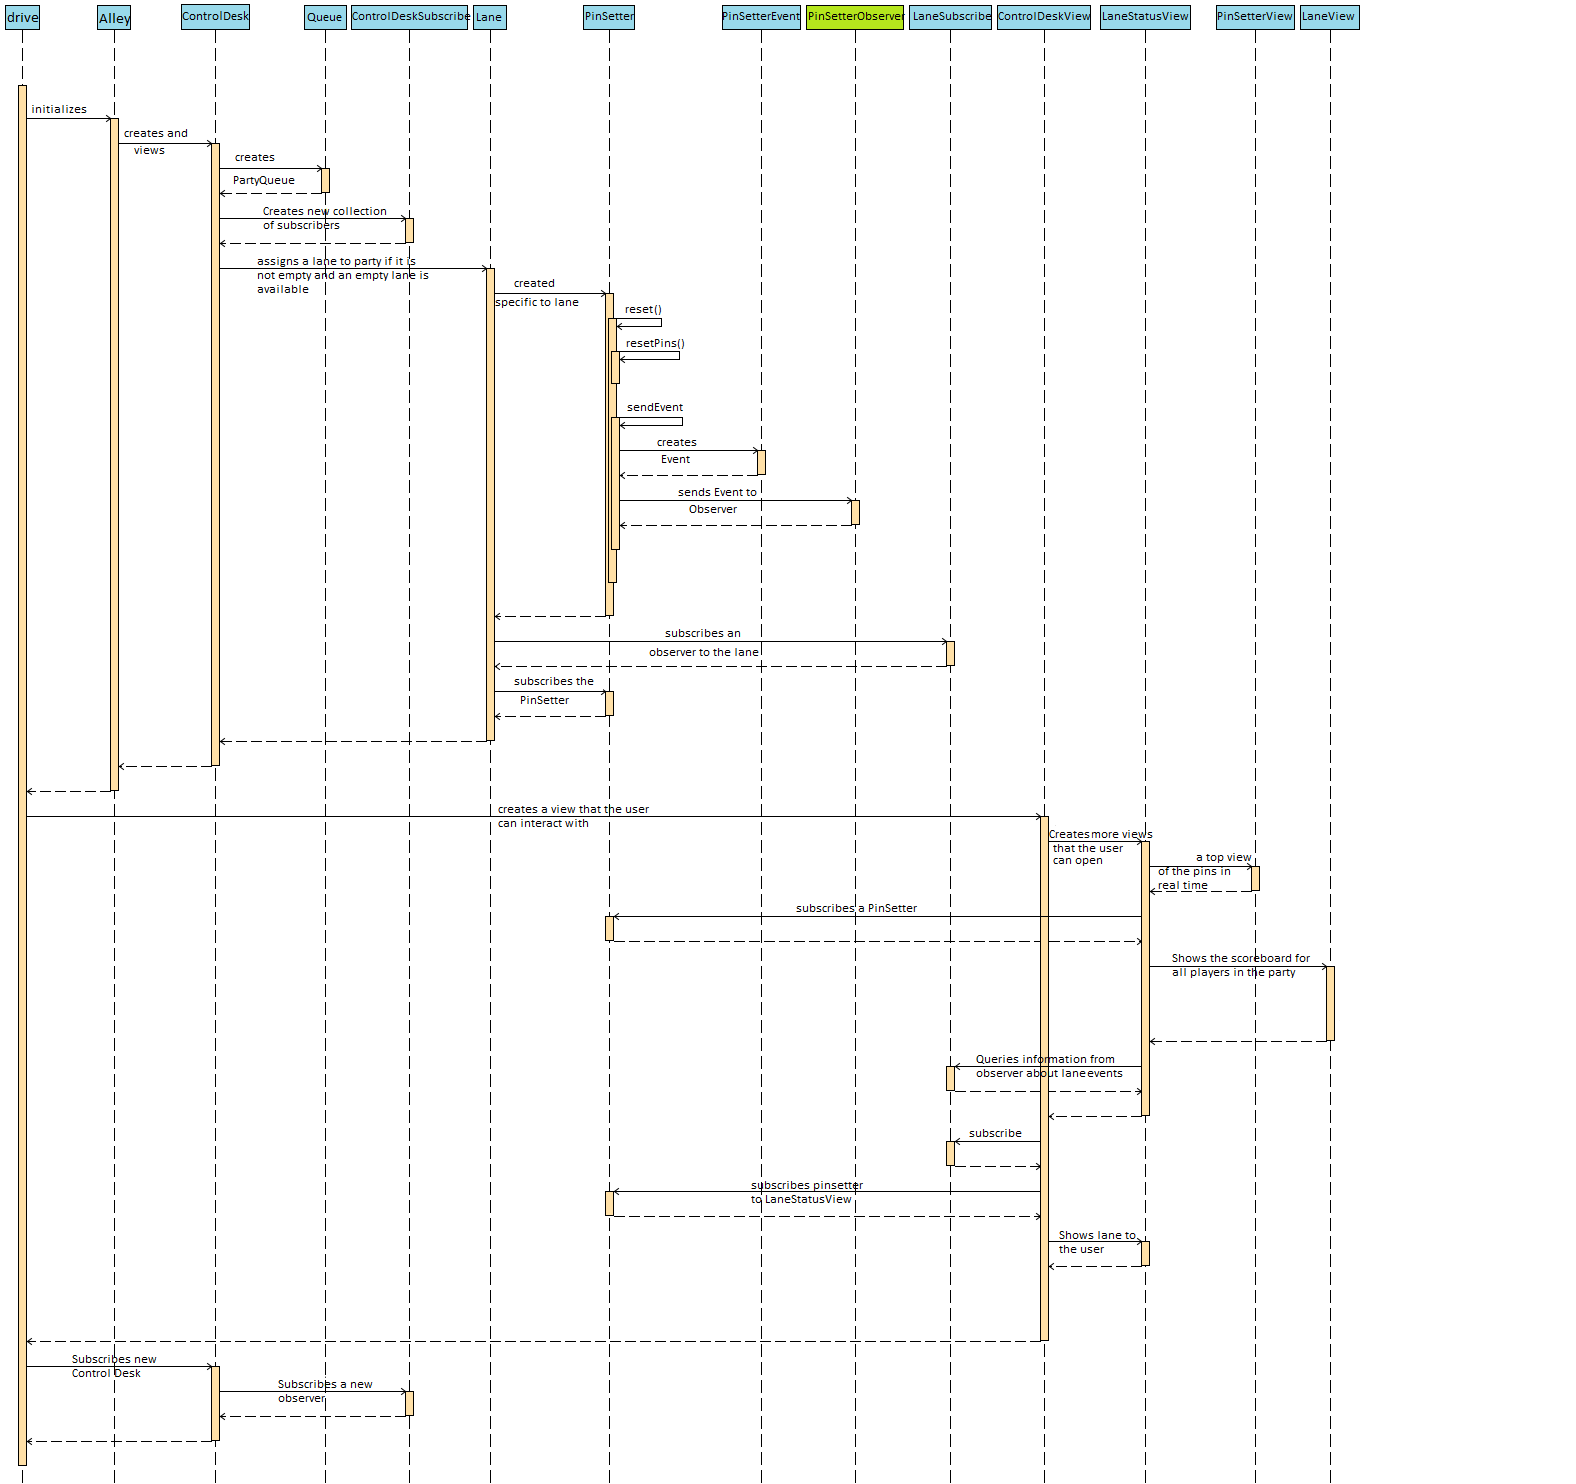 drive
Alley
ControlDesk
Queue
ControlDeskSubscribe
Lane
PinSetter
PinSetterEvent
PinSetterObserver
LaneSubscribe
ControlDeskView
LaneStatusView
PinSetterView
LaneView
initializes
creates and
views
creates
PartyQueue
Creates new collection
of subscribers
assigns a lane to party if it is
not empty and an empty lane is
available
created
specific to lane
reset()
resetPins()
sendEvent
creates
Event
sends Event to
Observer
subscribes an
observer to the lane
subscribes the
PinSetter
creates a view that the user
can interact with
Creates more views
that the user
can open
a top view
of the pins in
real time
subscribes a PinSetter
Shows the scoreboard for
all players in the party
Queries information from
observer about lane events
subscribe
subscribes pinsetter
to LaneStatusView
Shows lane to
the user
Subscribes new
Control Desk
Subscribes a new
observer